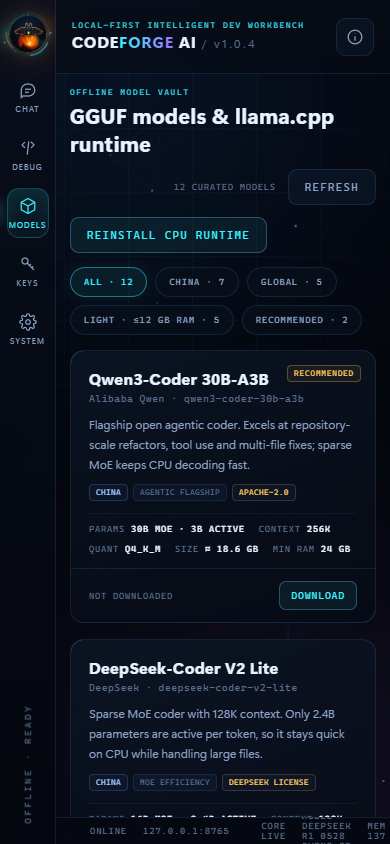 LOCAL-FIRST INTELLIGENT DEV WORKBENCH
CODEFORGE AI / v1.0.4
CHAT
DEBUG
MODELS
KEYS
SYSTEM
OFFLINE · READY
OFFLINE MODEL VAULT
GGUF models & llama.cpp
runtime
12 CURATED MODELS
REFRESH
REINSTALL CPU RUNTIME
ALL · 12
CHINA · 7
GLOBAL · 5
LIGHT · ≤12 GB RAM · 5
RECOMMENDED · 2
Qwen3-Coder 30B-A3B
RECOMMENDED
Alibaba Qwen · qwen3-coder-30b-a3b
Flagship open agentic coder. Excels at repository-
scale refactors, tool use and multi-file fixes; sparse
MoE keeps CPU decoding fast.
CHINA
AGENTIC FLAGSHIP
APACHE-2.0
PARAMS 30B MOE · 3B ACTIVE CONTEXT 256K
QUANT Q4_K_M SIZE ≈ 18.6 GB MIN RAM 24 GB
NOT DOWNLOADED
DOWNLOAD
DeepSeek-Coder V2 Lite
DeepSeek · deepseek-coder-v2-lite
Sparse MoE coder with 128K context. Only 2.4B
parameters are active per token, so it stays quick
on CPU while handling large files.
CHINA
MOE EFFICIENCY
DEEPSEEK LICENSE
ONLINE
127.0.0.1:8765
CORE
LIVE
DEEPSEEK
R1 0528
MEM
137